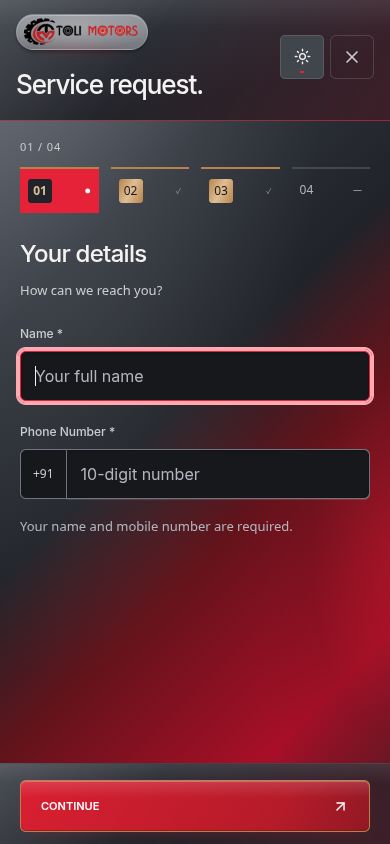 TOLI MOTORS
Service request.
01 / 04
01
02 ✓
03 ✓
04 —
Your details
How can we reach you?
Name *
Your full name
Phone Number *
+91 10-digit number
Your name and mobile number are required.
CONTINUE